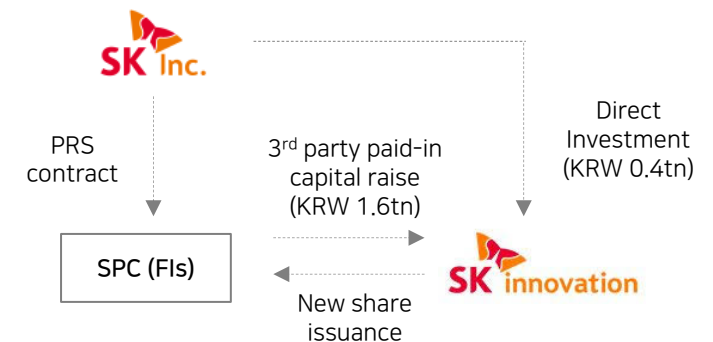 SK Inc.
PRS
contract
3rd party paid-in
capital raise
(KRW 1.6tn)
Direct
Investment
(KRW 0.4tn)
SPC (FIs)
SK innovation
New share
issuance